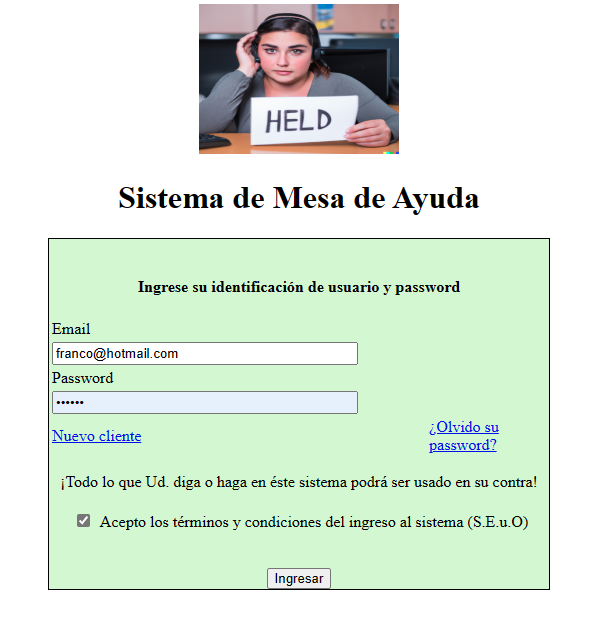 HELD
Sistema de Mesa de Ayuda
Ingrese su identificación de usuario y password
Email
franco@hotmail.com
Password
••••••
Nuevo cliente
¿Olvido su
password?
¡Todo lo que Ud. diga o haga en éste sistema podrá ser usado en su contra!
Acepto los términos y condiciones del ingreso al sistema (S.E.u.O)
Ingresar